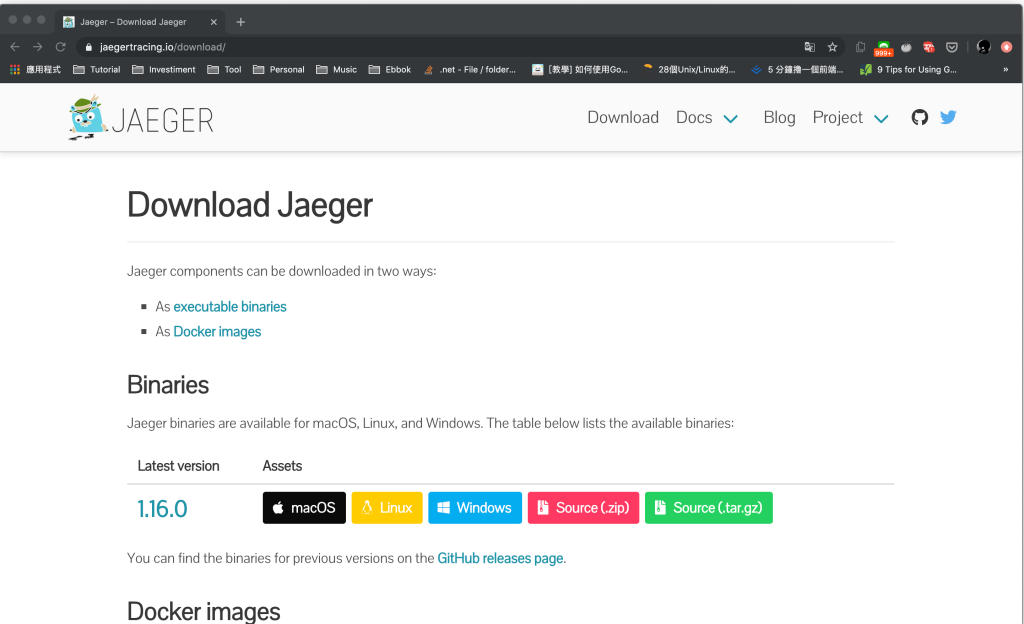 Jaeger – Download Jaeger
jaegertracing.io/download/
999+
應用程式 Tutorial Investiment Tool Personal Music Ebbok .net - File / folder... [教學] 如何使用Go... 28個Unix/Linux的... 5 分鐘擼一個前端... 9 Tips for Using G... »
JAEGER Download Docs Blog Project
Download Jaeger
Jaeger components can be downloaded in two ways:
As executable binaries
As Docker images
Binaries
Jaeger binaries are available for macOS, Linux, and Windows. The table below lists the available binaries:
Latest version Assets
1.16.0 macOS Linux Windows Source (.zip) Source (.tar.gz)
You can find the binaries for previous versions on the GitHub releases page.
Docker images